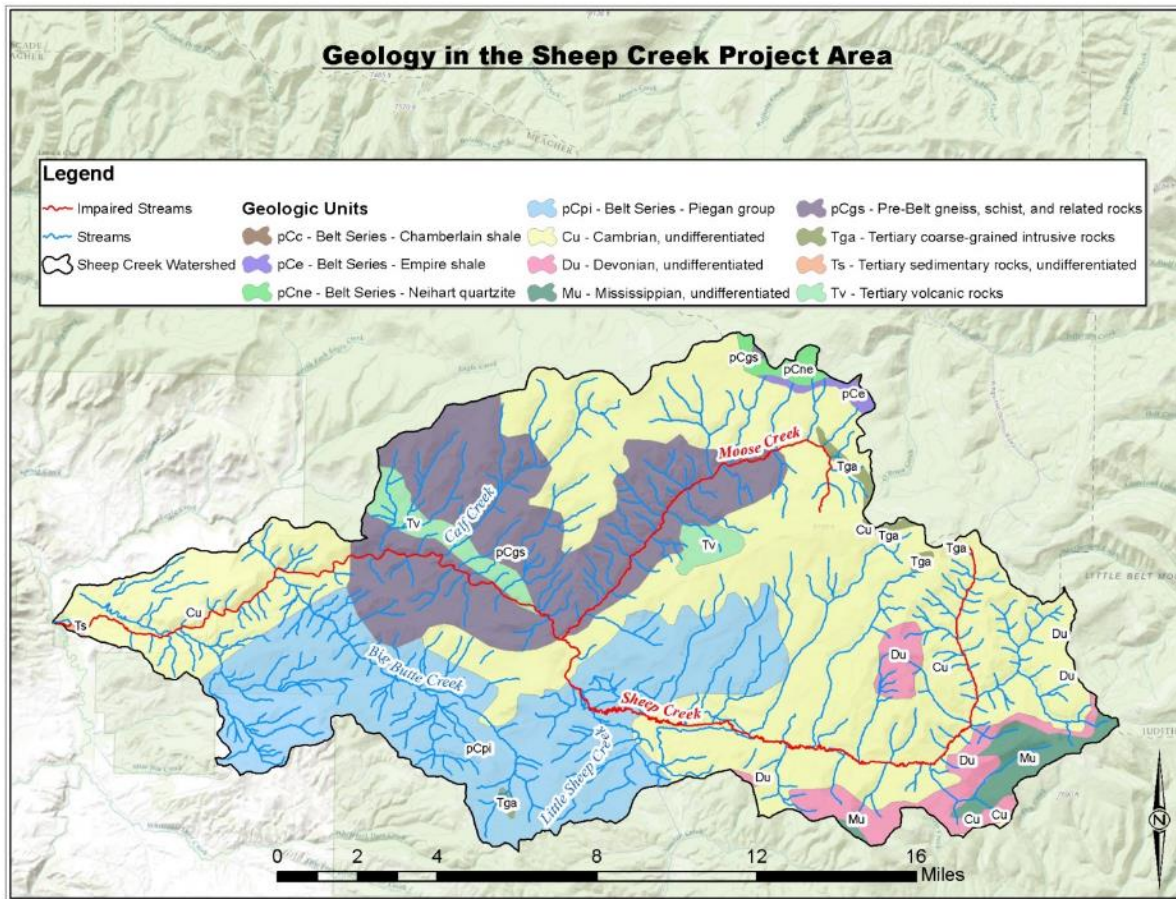 Geology in the Sheep Creek Project Area
Legend
Impaired Streams
Streams
Sheep Creek Watershed
Geologic Units
pCc - Belt Series - Chamberlain shale
pCe - Belt Series - Empire shale
pCne - Belt Series - Neihart quartzite
pCpi - Belt Series - Piegan group
Cu - Cambrian, undifferentiated
Du - Devonian, undifferentiated
Mu - Mississippian, undifferentiated
pCgs - Pre-Belt gneiss, schist, and related rocks
Tga - Tertiary coarse-grained intrusive rocks
Ts - Tertiary sedimentary rocks, undifferentiated
Tv - Tertiary volcanic rocks
MEAGHER
pCgs
pCne
pCe
Moose Creek
Tga
Tv
Calf Creek
pCgs
Tv
Cu
Tga
Tga
Tga
LITTLE BELT
Cu
Ts
Du
Du
Cu
Du
Big Butte Creek
Sheep Creek
JUDITH
pCpi
Little Sheep Creek
Du
Mu
Du
Tga
Mu
Cu
Cu
N
0 2 4 8 12 16
Miles